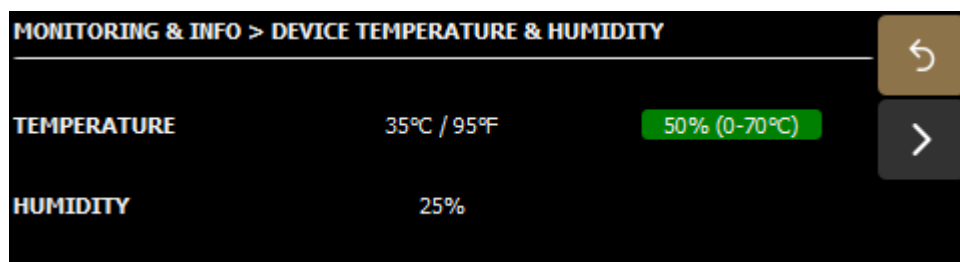 MONITORING & INFO > DEVICE TEMPERATURE & HUMIDITY
TEMPERATURE 35°C / 95°F 50% (0-70°C)
HUMIDITY 25%